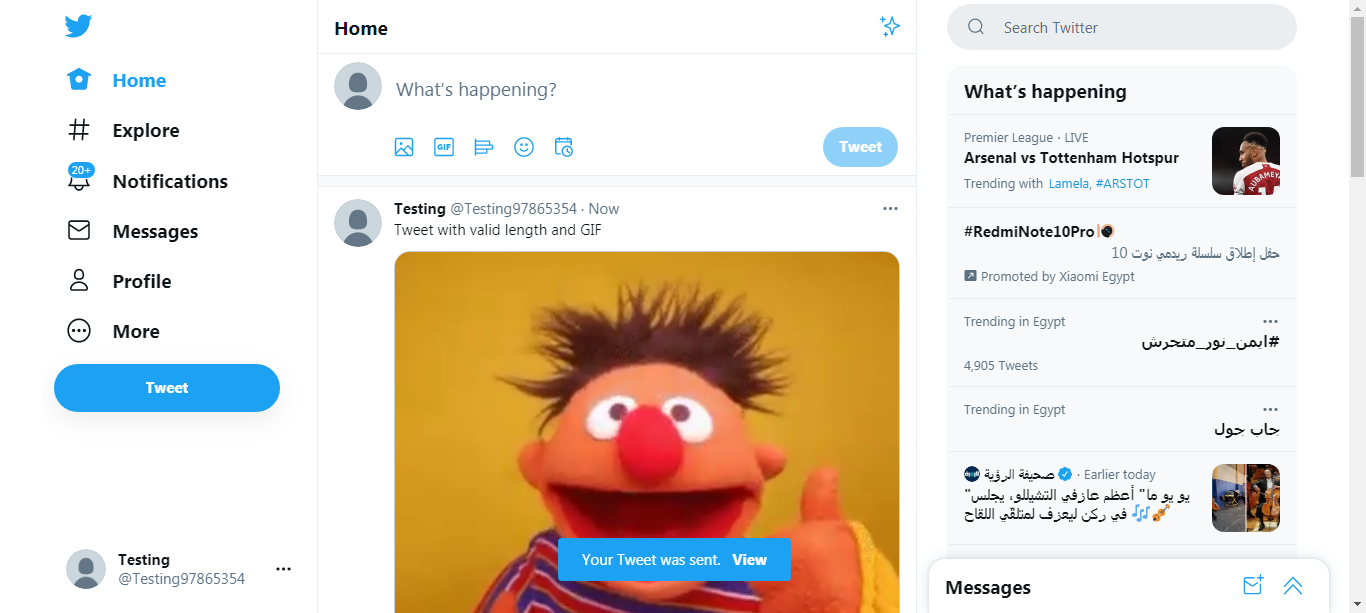 Home
Explore
20+
Notifications
Messages
Profile
More
Tweet
Testing
@Testing97865354
Home
What's happening?
GIF
Tweet
Testing @Testing97865354 · Now
Tweet with valid length and GIF
Your Tweet was sent. View
Search Twitter
What's happening
Premier League · LIVE
Arsenal vs Tottenham Hotspur
Trending with Lamela, #ARSTOT
AUBAMEY
#RedmiNote10Pro
حفل إطلاق سلسلة ريدمي نوت 10
Promoted by Xiaomi Egypt
Trending in Egypt
#ايمن_نور_متحرش
4,905 Tweets
Trending in Egypt
جاب جول
صحيفة الرؤية · Earlier today
يو يو ما" أعظم عازفي التشيللو، يجلس"
في ركن ليعزف لمتلقّي اللقاح 🎶🎻
Messages